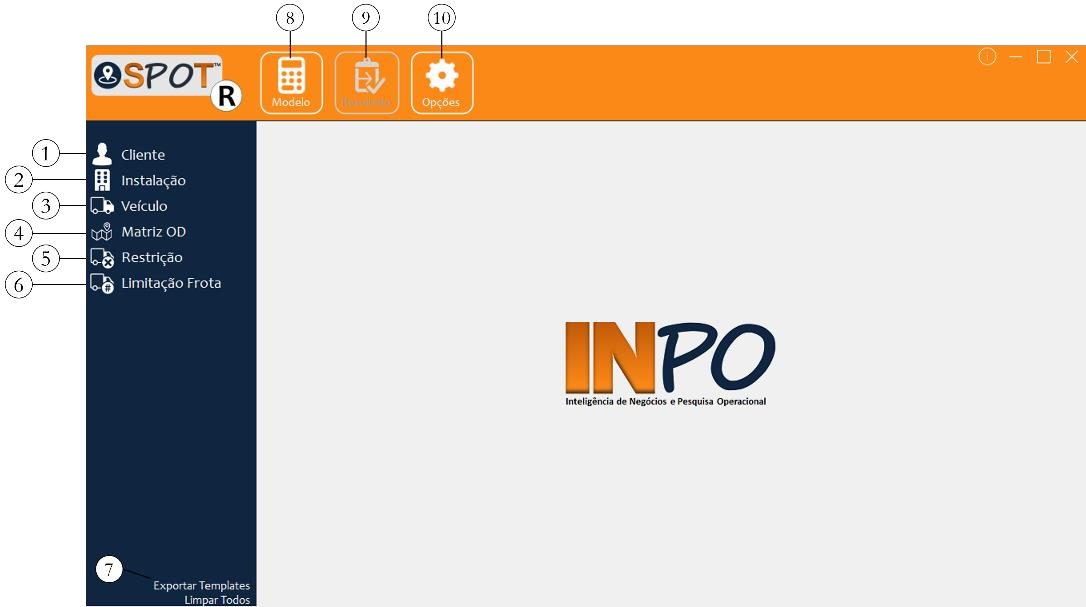 8 9 10
SPOT™
R
Modelo Resultado Opções
1 Cliente
2 Instalação
3 Veículo
4 Matriz OD
5 Restrição
6 Limitação Frota
INPO
Inteligência de Negócios e Pesquisa Operacional
7 Exportar Templates
Limpar Todos